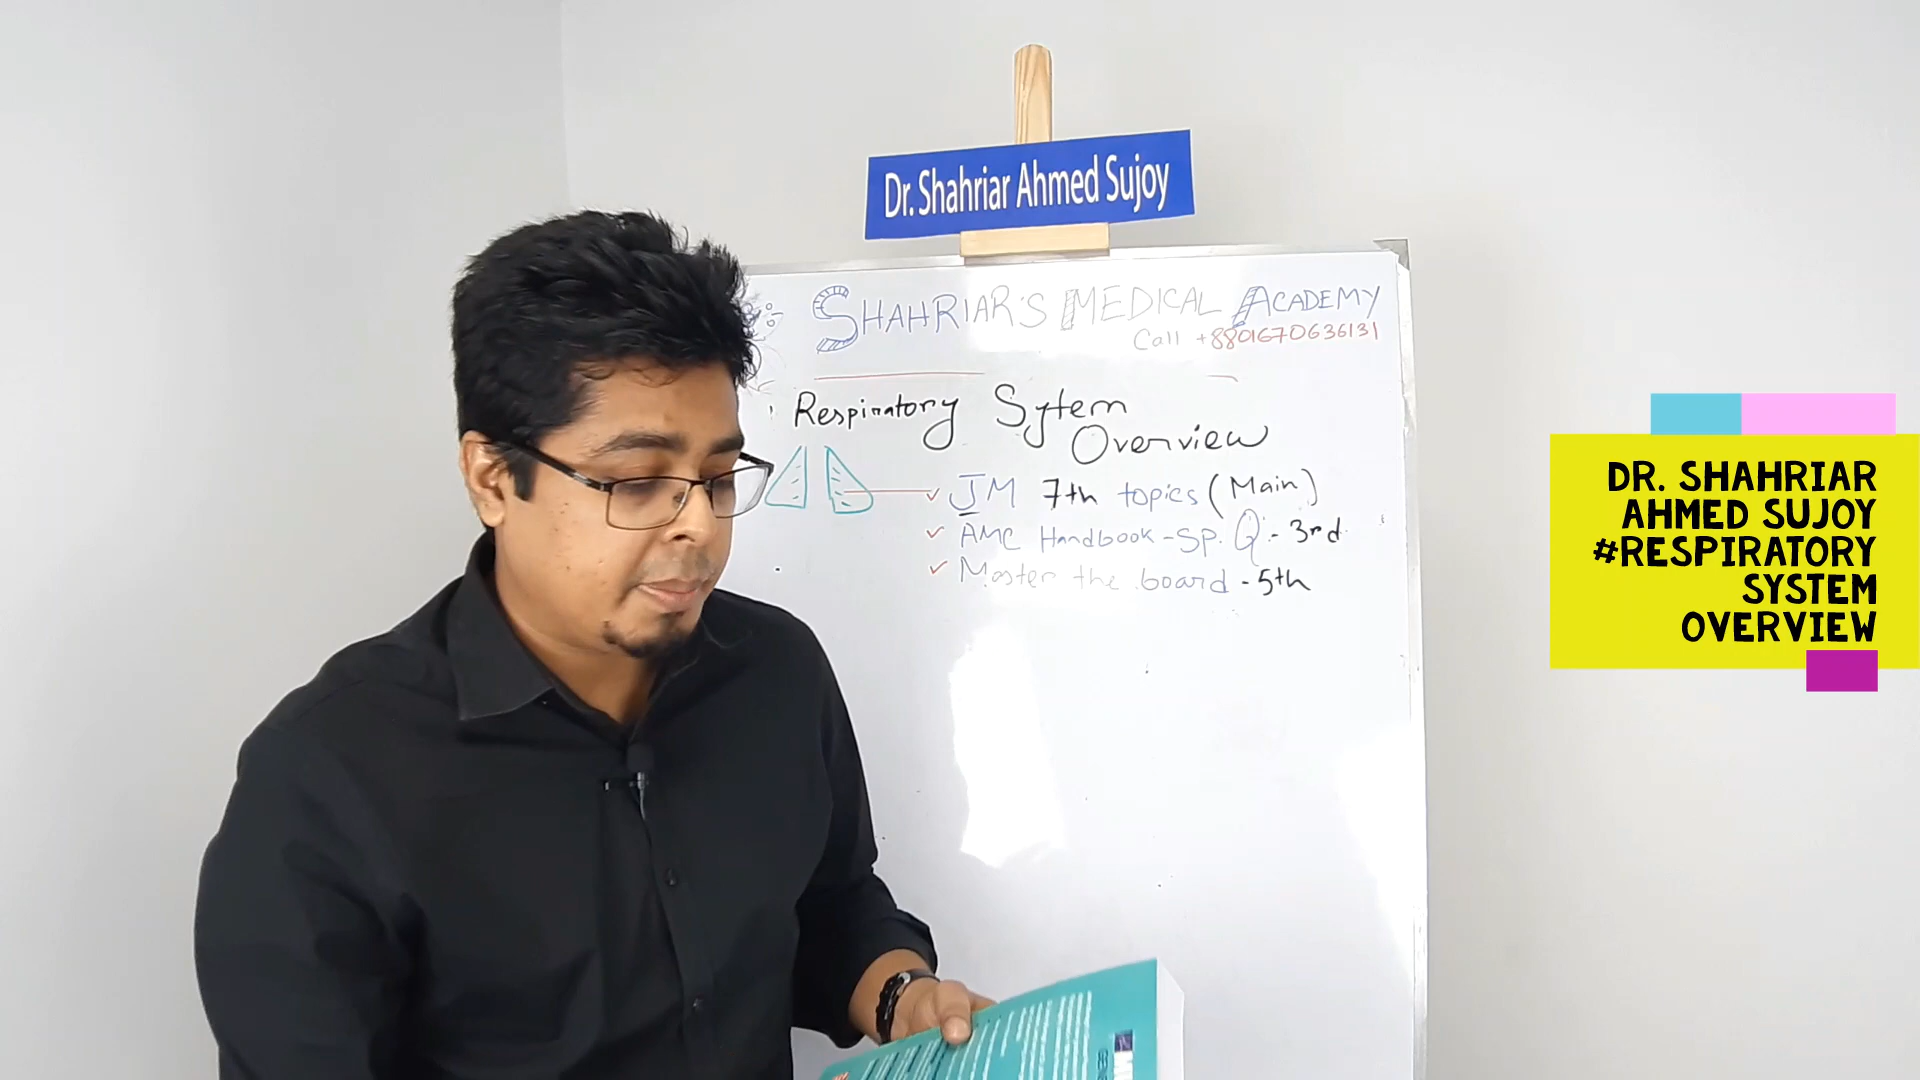 Dr. Shahriar Ahmed Sujoy
SHAHRIAR'S MEDICAL ACADEMY
Call +8801670636131
Respiratory Sytem
Overview
JM 7th topics (Main)
AMC Handbook - SP. Q - 3rd
Master the board - 5th
DR. SHAHRIAR
AHMED SUJOY
#RESPIRATORY
SYSTEM
OVERVIEW